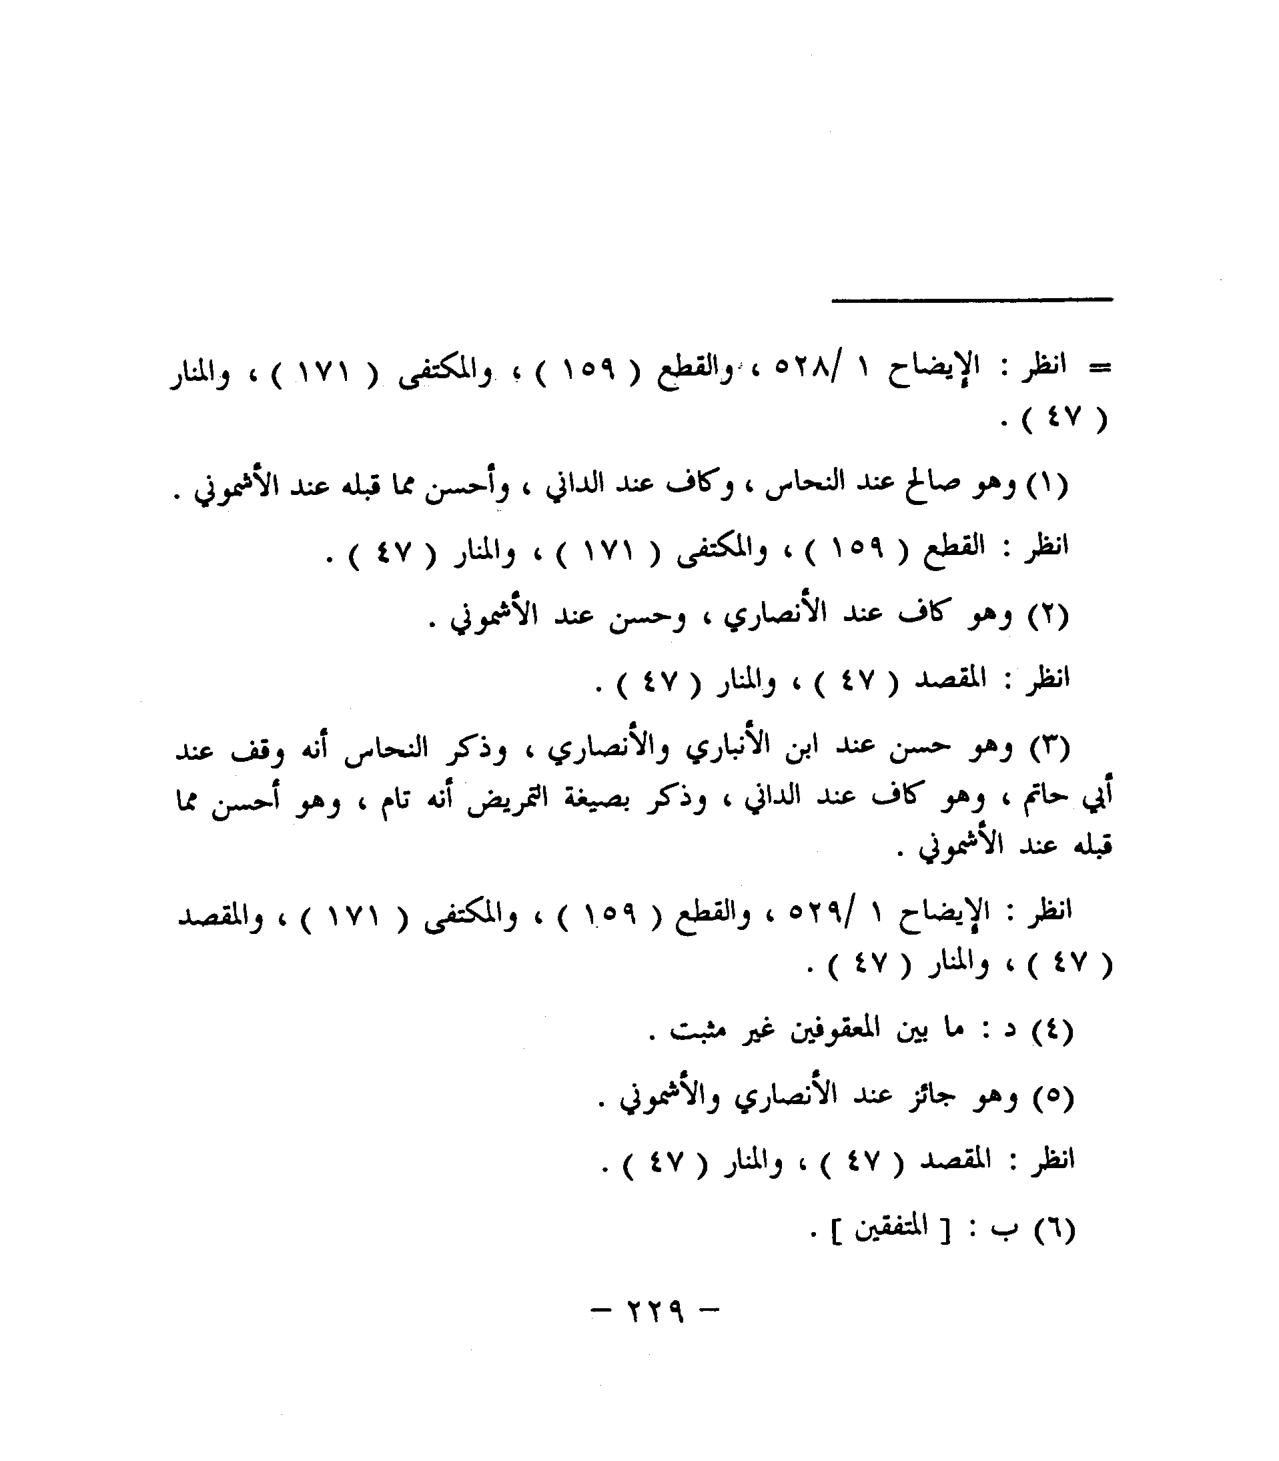 = انظر : الإيضاح ١ /٥٢٨ ، والقطع ( ١٥٩ ) ، والمكتفى ( ١٧١ ) ، والمنار
( ٤٧ ) .
(١) وهو صالح عند النحاس ، وكاف عند الداني ، وأحسن مما قبله عند الأشموني .
انظر : القطع ( ١٥٩ ) ، والمكتفى ( ١٧١ ) ، والمنار ( ٤٧ ) .
(٢) وهو كاف عند الأنصاري ، وحسن عند الأشموني .
انظر : المقصد ( ٤٧ ) ، والمنار ( ٤٧ ) .
(٣) وهو حسن عند ابن الأنباري والأنصاري ، وذكر النحاس أنه وقف عند
أبي حاتم ، وهو كاف عند الداني ، وذكر بصيغة التمريض أنه تام ، وهو أحسن مما
قبله عند الأشموني .
انظر : الإيضاح ١ /٥٢٩ ، والقطع ( ١٥٩ ) ، والمكتفى ( ١٧١ ) ، والمقصد
( ٤٧ ) ، والمنار ( ٤٧ ) .
(٤) د : ما بين المعقوفين غير مثبت .
(٥) وهو جائز عند الأنصاري والأشموني .
انظر : المقصد ( ٤٧ ) ، والمنار ( ٤٧ ) .
(٦) ب : [ المتفقين ] .
– ٢٢٩ –